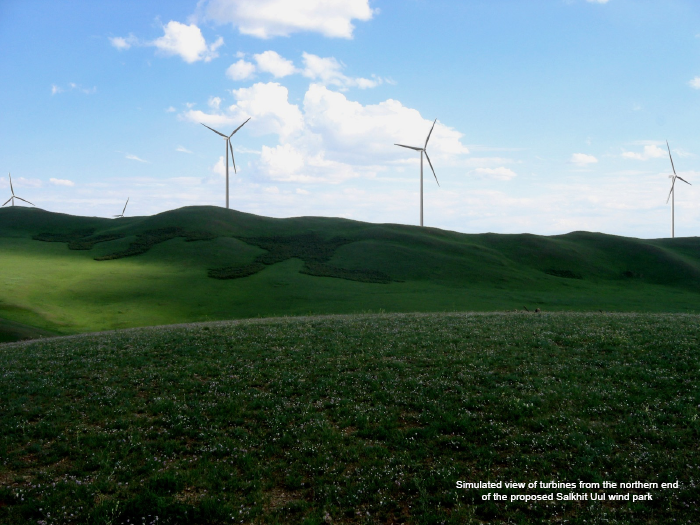 Simulated view of turbines from the northern end
of the proposed Salkhit Uul wind park